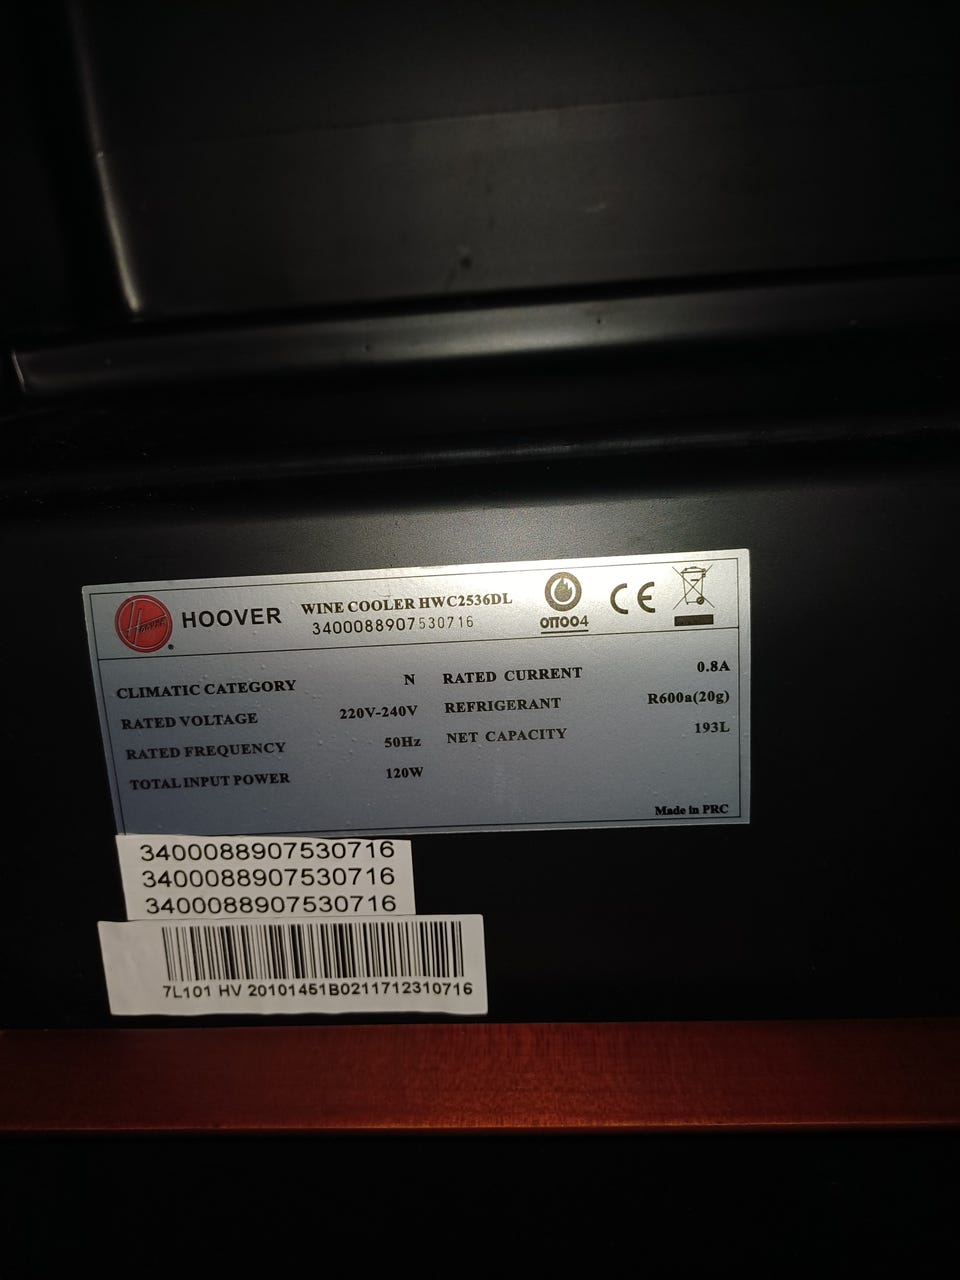 HOOVER
WINE COOLER HWC2536DL
3400088907530716
OTTOO4
CE
CLIMATIC CATEGORY N
RATED VOLTAGE 220V-240V
RATED FREQUENCY 50Hz
TOTAL INPUT POWER 120W
RATED CURRENT 0.8A
REFRIGERANT R600a(20g)
NET CAPACITY 193L
Made in PRC
3400088907530716
3400088907530716
3400088907530716
7L101 HV 20101451B0211712310716